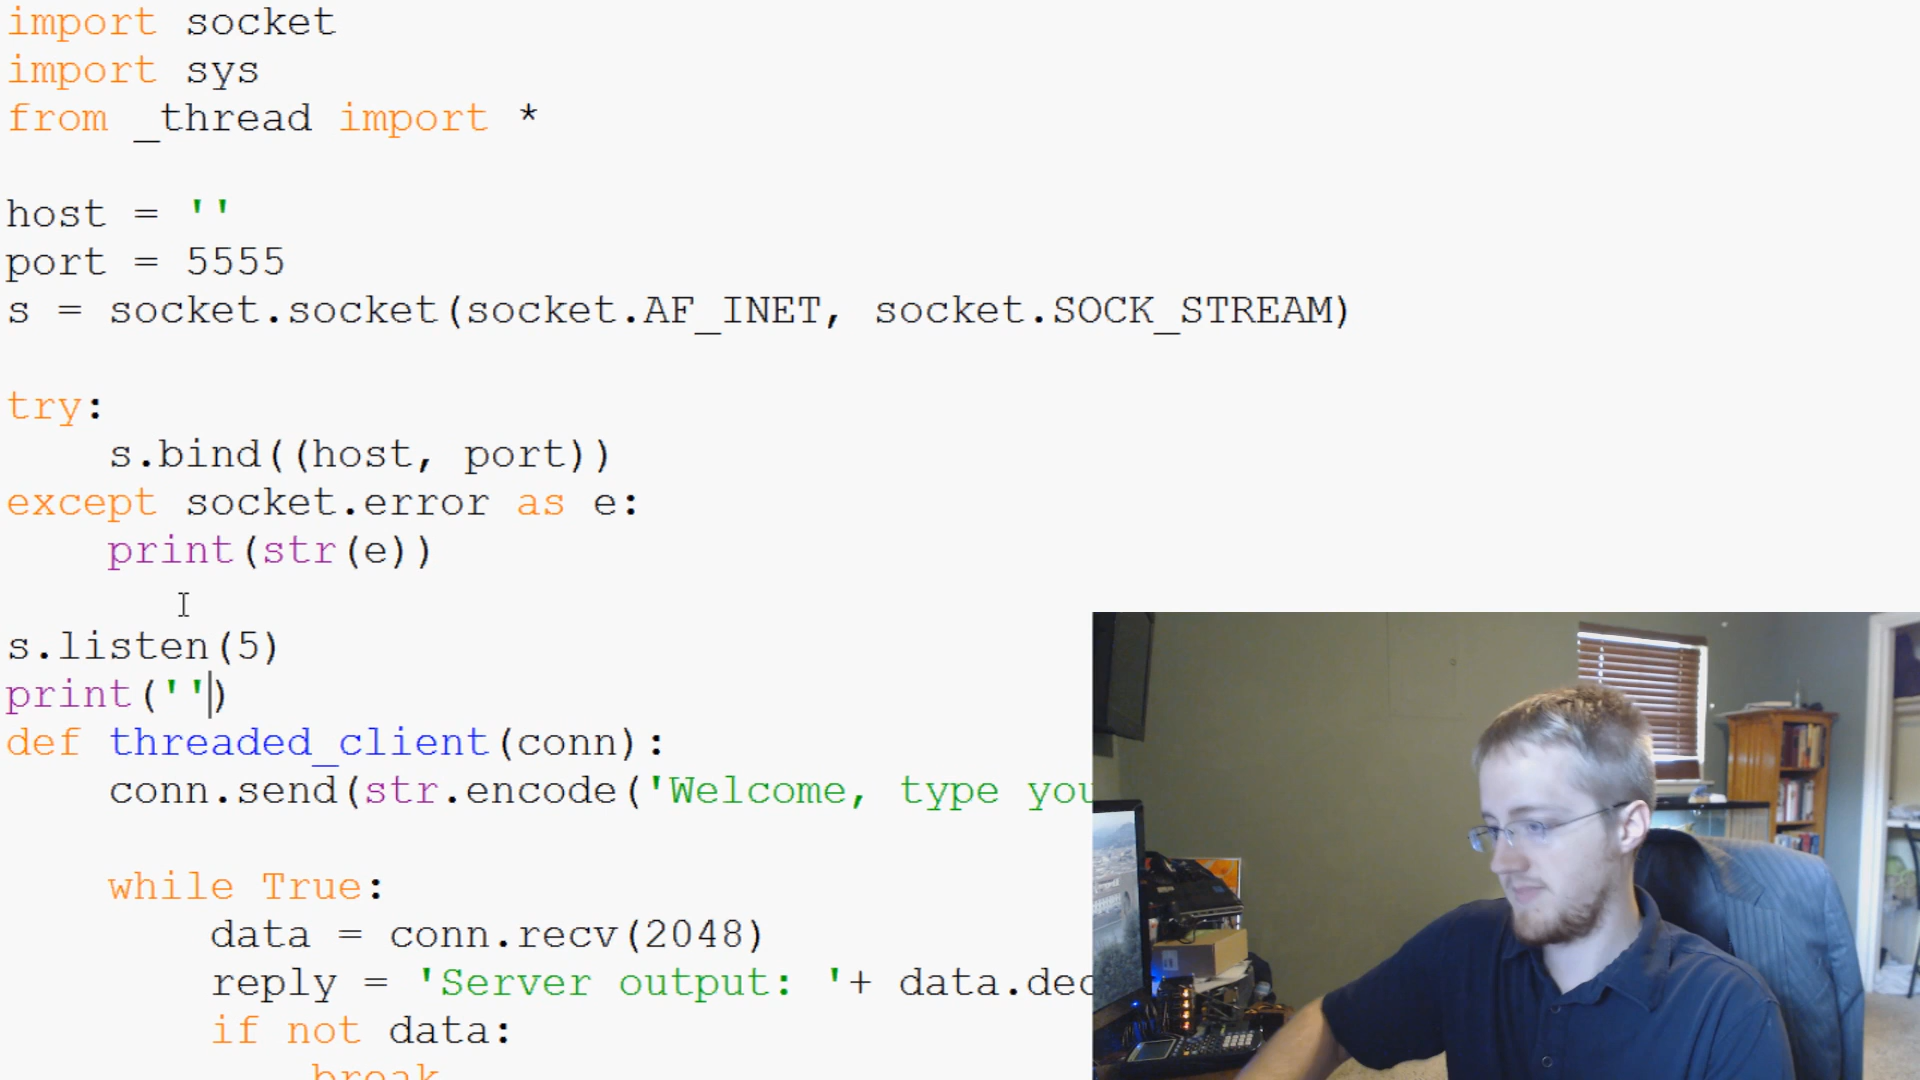 import socket
import sys
from _thread import *
host = ''
port = 5555
s = socket.socket(socket.AF_INET, socket.SOCK_STREAM)
try:
s.bind((host, port))
except socket.error as e:
print(str(e))
s.listen(5)
print('')
def threaded_client(conn):
conn.send(str.encode('Welcome, type you
while True:
data = conn.recv(2048)
reply = 'Server output: '+ data.dec
if not data:
break